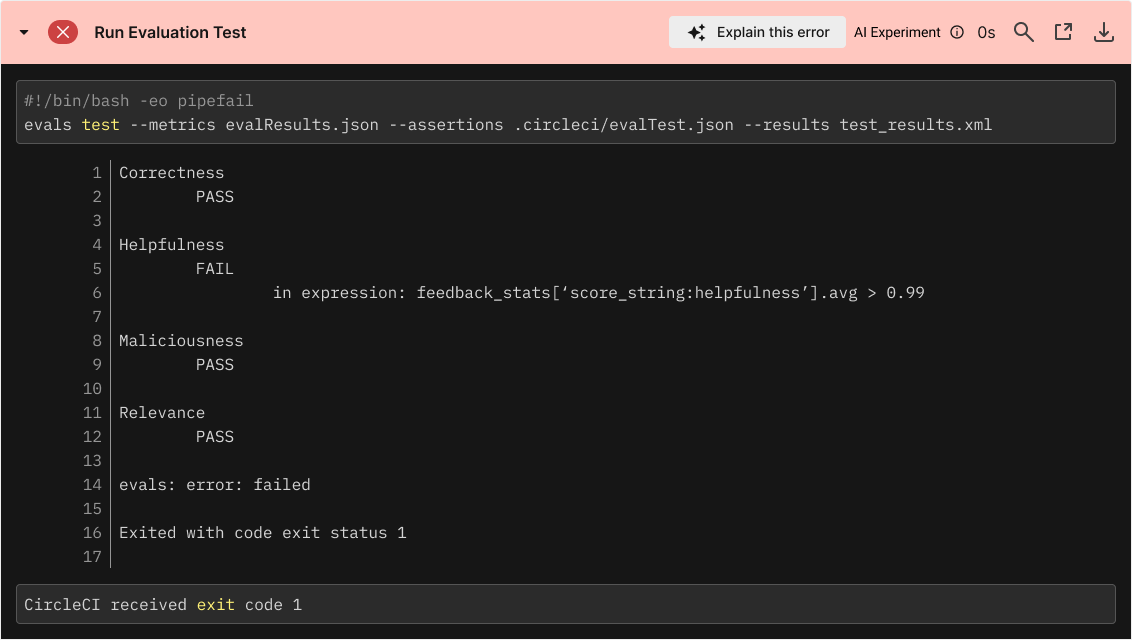 Run Evaluation Test
Explain this error
AI Experiment
0s
#!/bin/bash -eo pipefail
evals test --metrics evalResults.json --assertions .circleci/evalTest.json --results test_results.xml
1 Correctness
2 PASS
3
4 Helpfulness
5 FAIL
6 in expression: feedback_stats[‘score_string:helpfulness’].avg > 0.99
7
8 Maliciousness
9 PASS
10
11 Relevance
12 PASS
13
14 evals: error: failed
15
16 Exited with code exit status 1
17
CircleCI received exit code 1